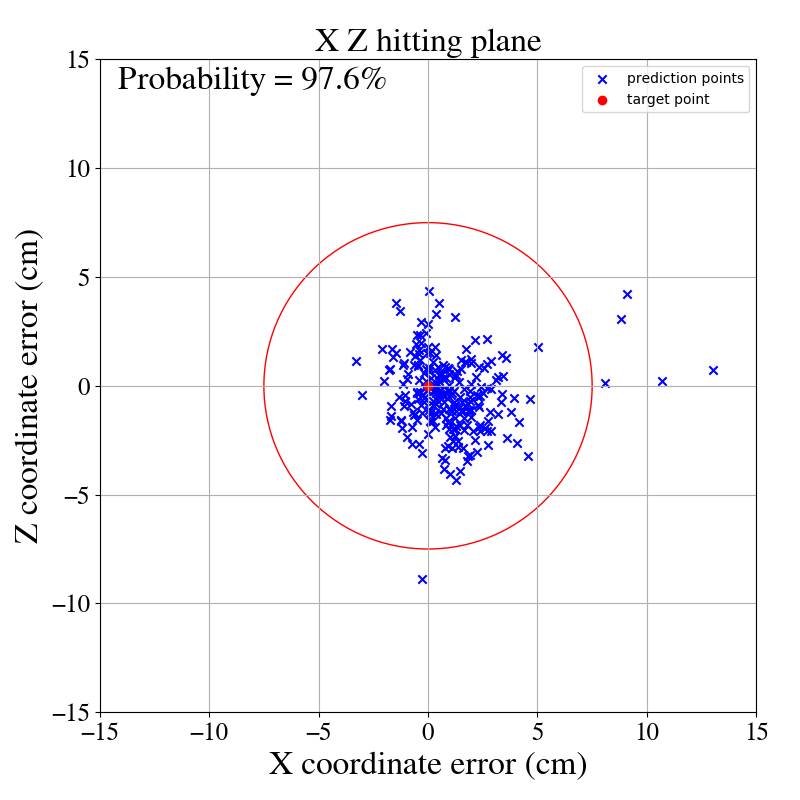 X Z hitting plane
Probability = 97.6%
prediction points
target point
Z coordinate error (cm)
15
10
5
0
−5
−10
−15
−15
−10
−5
0
5
10
15
X coordinate error (cm)